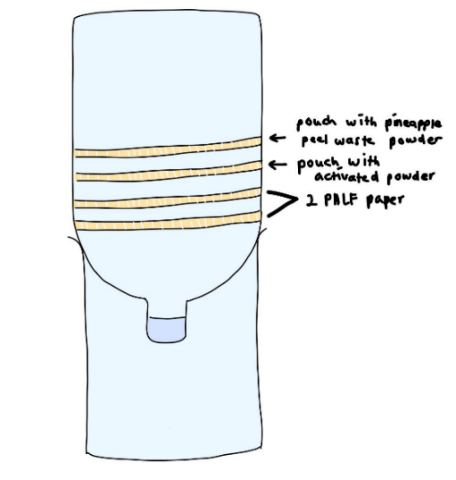 pouch with pineapple
peel waste powder
pouch with
activated powder
2 PALF paper